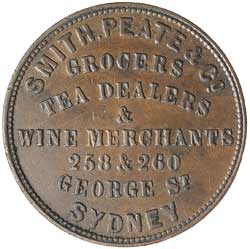 SMITH, PEATE & Co
GROCERS
TEA DEALERS
&
WINE MERCHANTS
258 & 260
GEORGE ST
SYDNEY